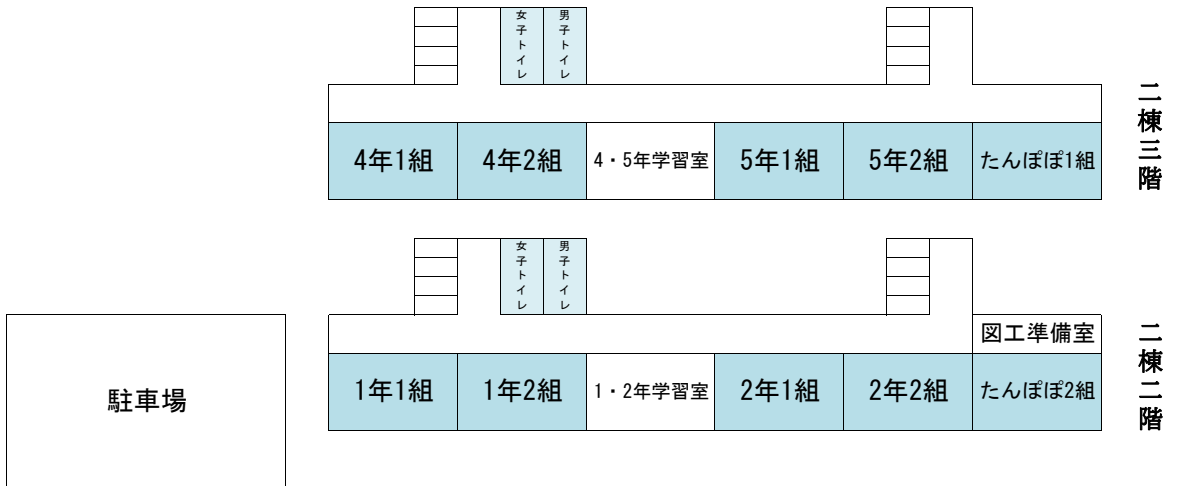 女子トイレ
男子トイレ
二棟三階
4年1組
4年2組
4・5年学習室
5年1組
5年2組
たんぽぽ1組
女子トイレ
男子トイレ
図工準備室
二棟二階
駐車場
1年1組
1年2組
1・2年学習室
2年1組
2年2組
たんぽぽ2組